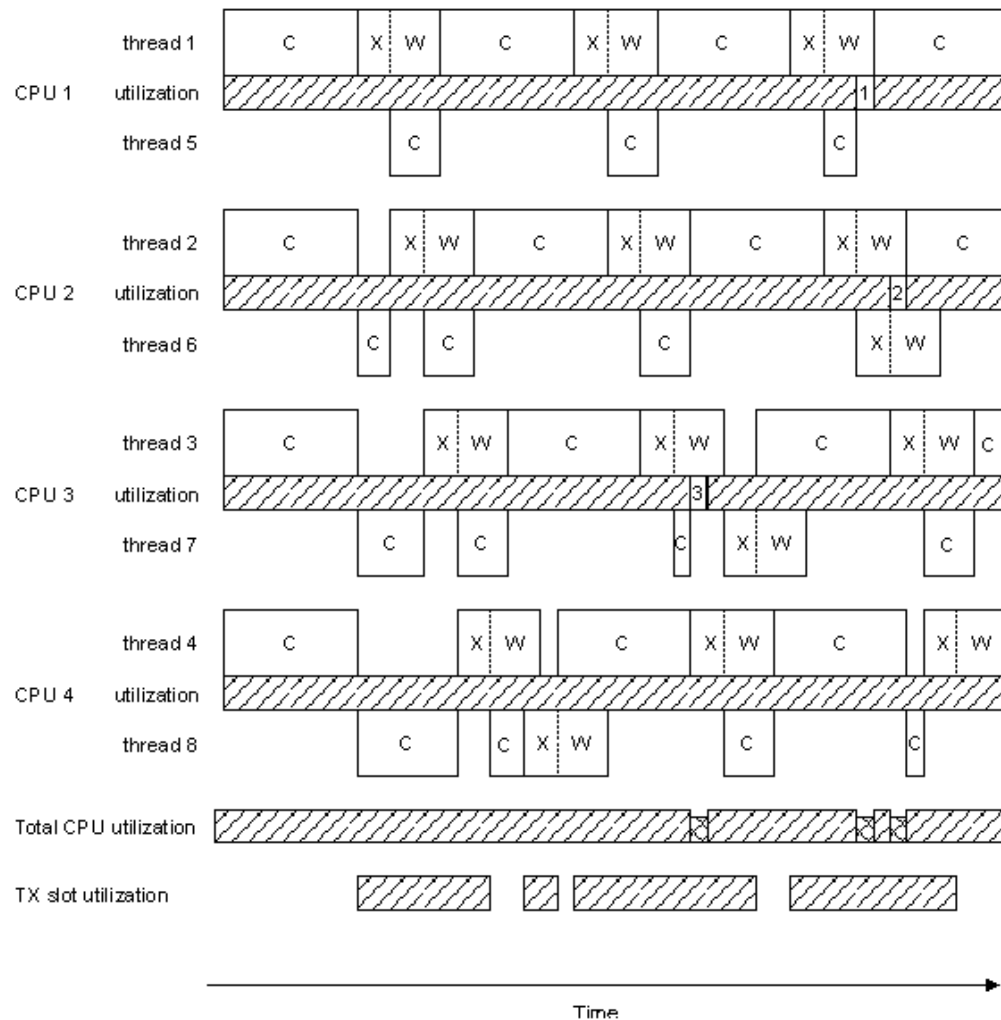 thread 1 C X W C X W C X W C
CPU 1 utilization 1
thread 5 C C C
thread 2 C X W C X W C X W C
CPU 2 utilization 2
thread 6 C C C X W
thread 3 C X W C X W C X W C
CPU 3 utilization 3
thread 7 C C C X W C
thread 4 C X W C X W C X W
CPU 4 utilization
thread 8 C C X W C C
Total CPU utilization
TX slot utilization
Time